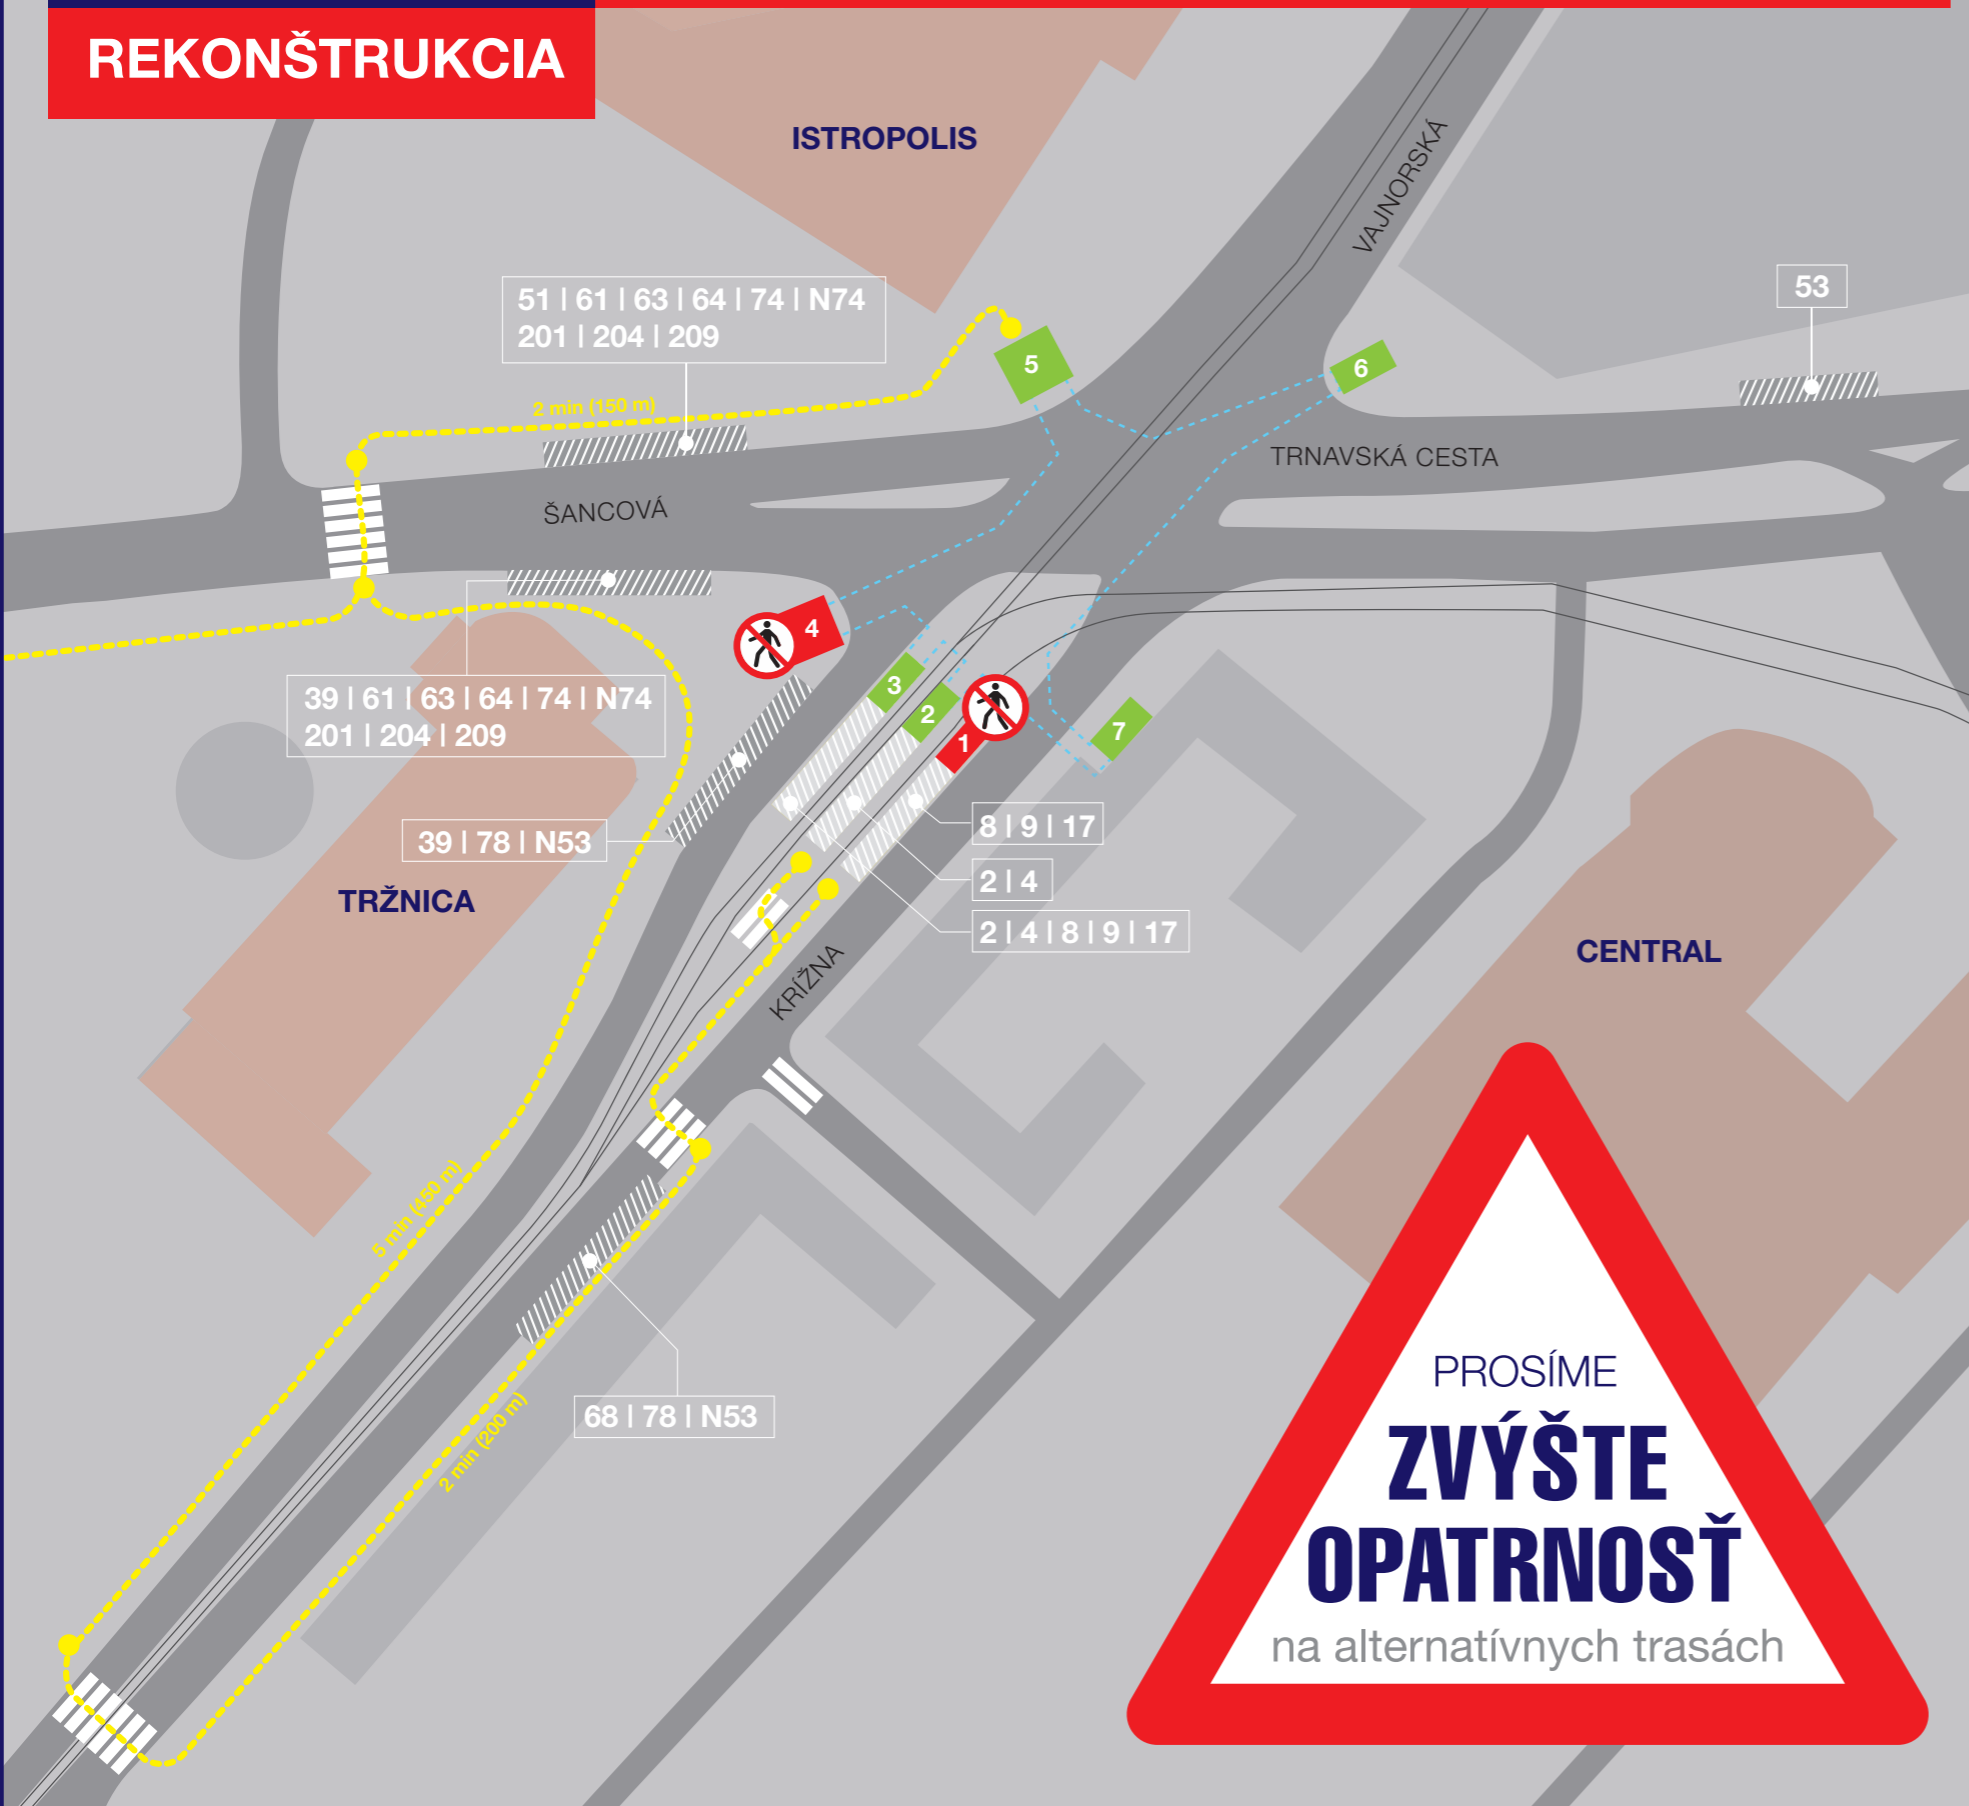 REKONŠTRUKCIA
ISTROPOLIS
VAJNORSKÁ
51 | 61 | 63 | 64 | 74 | N74
201 | 204 | 209
53
5
6
2 min (150 m)
TRNAVSKÁ CESTA
ŠANCOVÁ
4
39 | 61 | 63 | 64 | 74 | N74
201 | 204 | 209
3
2
1
7
39 | 78 | N53
8 | 9 | 17
2 | 4
2 | 4 | 8 | 9 | 17
TRŽNICA
KRÍŽNA
CENTRAL
5 min (450 m)
2 min (200 m)
68 | 78 | N53
PROSÍME
ZVÝŠTE
OPATRNOSŤ
na alternatívnych trasách